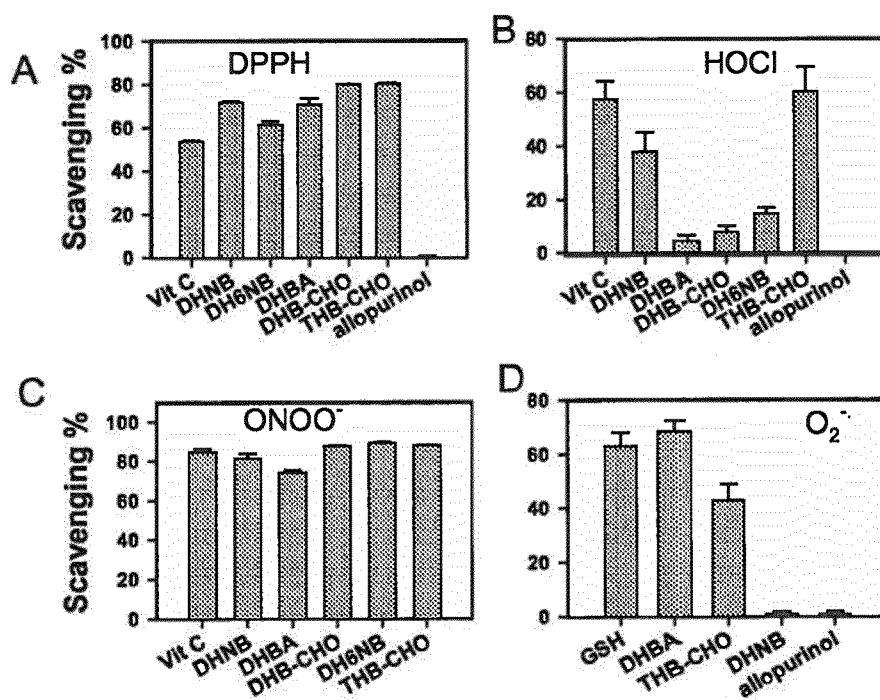 A
DPPH
Scavenging %
100
80
60
40
20
0
Vit C
DHNB
DH6NB
DHBA
DHB-CHO
THB-CHO
allopurinol
B
HOCl
80
60
40
20
0
Vit C
DHNB
DHBA
DHB-CHO
DH6NB
THB-CHO
allopurinol
C
ONOO⁻
Scavenging %
100
80
60
40
20
0
Vit C
DHNB
DHBA
DHB-CHO
DH6NB
THB-CHO
D
O₂⁻·
80
60
40
20
0
GSH
DHBA
THB-CHO
DHNB
allopurinol